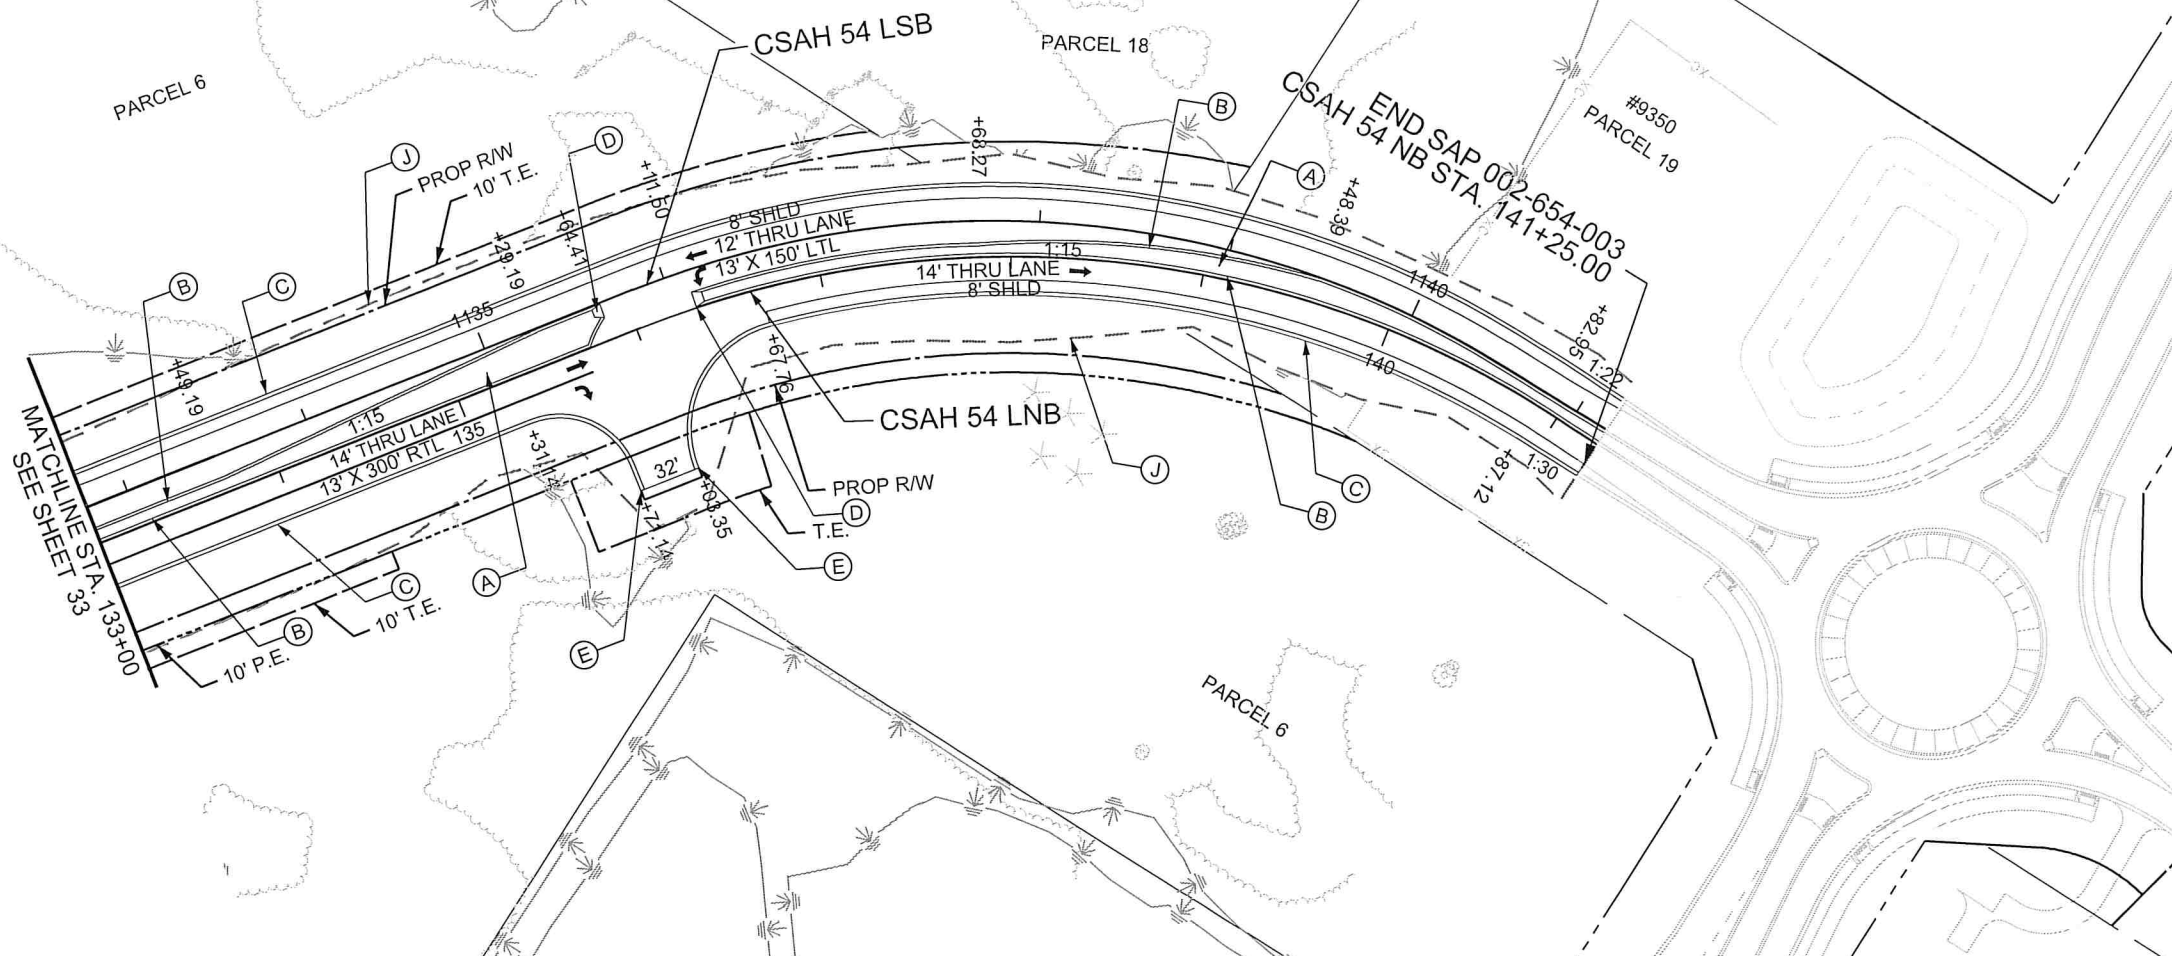 CSAH 54 LSB
PARCEL 18
PARCEL 6
#9350
PARCEL 19
END SAP 002-654-003
CSAH 54 NB STA. 141+25.00
B
D
J
PROP R/W
10' T.E.
+11.50
+68.27
A
+48.39
+64.41
+29.19
8' SHLD
12' THRU LANE
13' X 150' LTL
1:15
14' THRU LANE
8' SHLD
1140
B
C
1135
+49.19
+82.95
1:22
+67.76
140
CSAH 54 LNB
1:15
14' THRU LANE
13' X 300' RTL
135
+31.14
32'
PROP R/W
J
+87.12
1:30
C
B
D
T.E.
+03.35
+71.14
E
MATCHLINE STA. 133+00
SEE SHEET 33
A
C
10' T.E.
B
10' P.E.
E
PARCEL 6